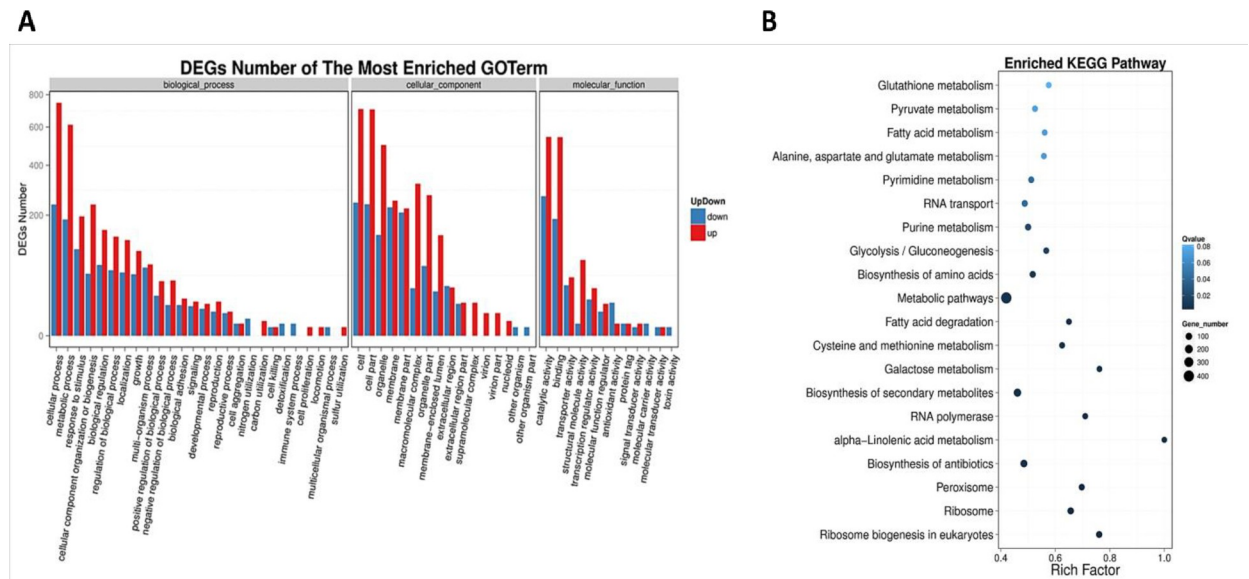 A
B
DEGs Number of The Most Enriched GOTerm
biological_process
cellular_component
molecular_function
DEGs Number
800
600
400
200
0
UpDown
down
up
cellular process
metabolic process
response to stimulus
cellular component organization or biogenesis
biological regulation
regulation of biological process
localization
growth
multi-organism process
positive regulation of biological process
negative regulation of biological process
biological adhesion
signaling
developmental process
reproduction
reproductive process
cell aggregation
nitrogen utilization
carbon utilization
cell killing
detoxification
immune system process
cell proliferation
locomotion
multicellular organismal process
sulfur utilization
cell
cell part
organelle
membrane
membrane part
macromolecular complex
organelle part
membrane-enclosed lumen
extracellular region
extracellular region part
supramolecular complex
virion
virion part
nucleoid
other organism
other organism part
catalytic activity
binding
transporter activity
structural molecule activity
transcription regulator activity
molecular function regulator
antioxidant activity
protein tag
signal transducer activity
molecular carrier activity
molecular transducer activity
toxin activity
Enriched KEGG Pathway
Glutathione metabolism
Pyruvate metabolism
Fatty acid metabolism
Alanine, aspartate and glutamate metabolism
Pyrimidine metabolism
RNA transport
Purine metabolism
Glycolysis / Gluconeogenesis
Biosynthesis of amino acids
Metabolic pathways
Fatty acid degradation
Cysteine and methionine metabolism
Galactose metabolism
Biosynthesis of secondary metabolites
RNA polymerase
alpha-Linolenic acid metabolism
Biosynthesis of antibiotics
Peroxisome
Ribosome
Ribosome biogenesis in eukaryotes
0.4
0.6
0.8
1.0
Rich Factor
Qvalue
0.08
0.06
0.04
0.02
Gene_number
100
200
300
400